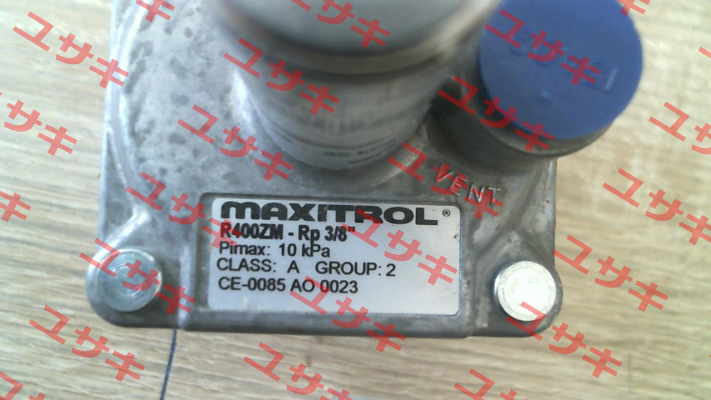 VENT
MAXITROL®
R400ZM - Rp 3/8"
Pimax: 10 kPa
CLASS: A GROUP: 2
CE-0085 AO 0023
ユサキ